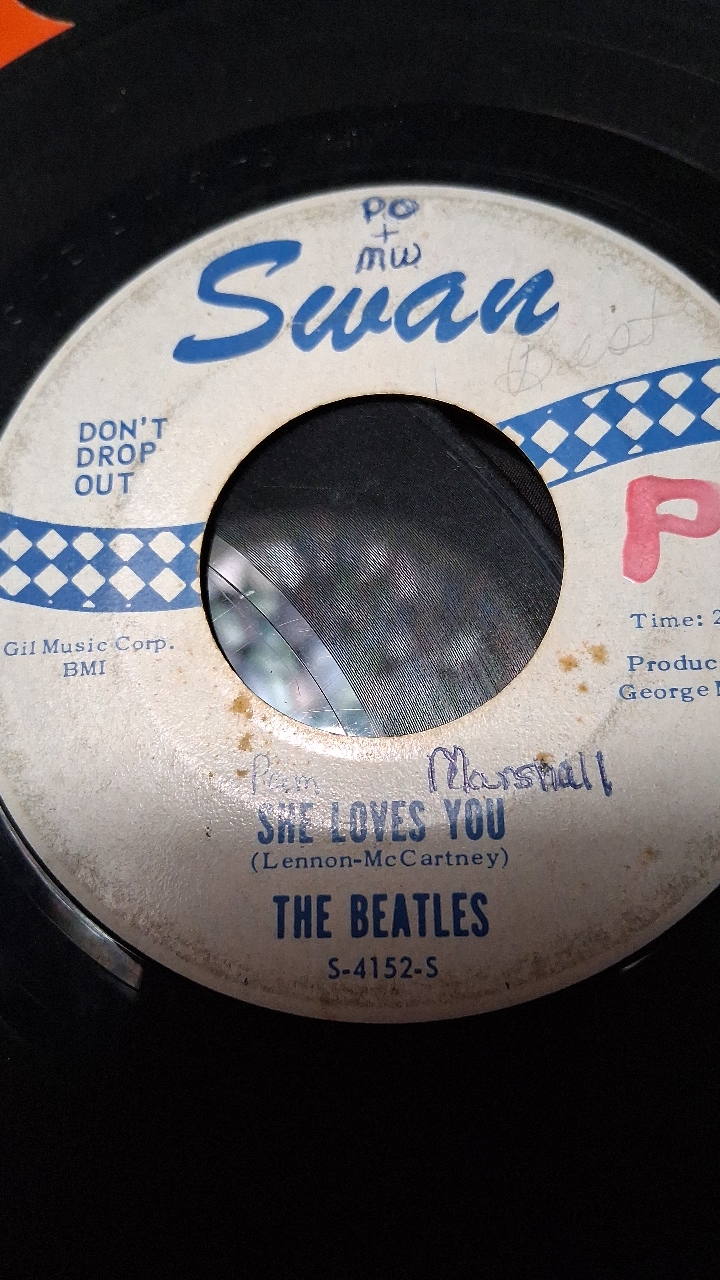 PO
+
MW
Swan
Best
DON'T
DROP
OUT
P
Gil Music Corp.
BMI
Time: 2
Produc
George
Pam Marshall
SHE LOVES YOU
(Lennon-McCartney)
THE BEATLES
S-4152-S